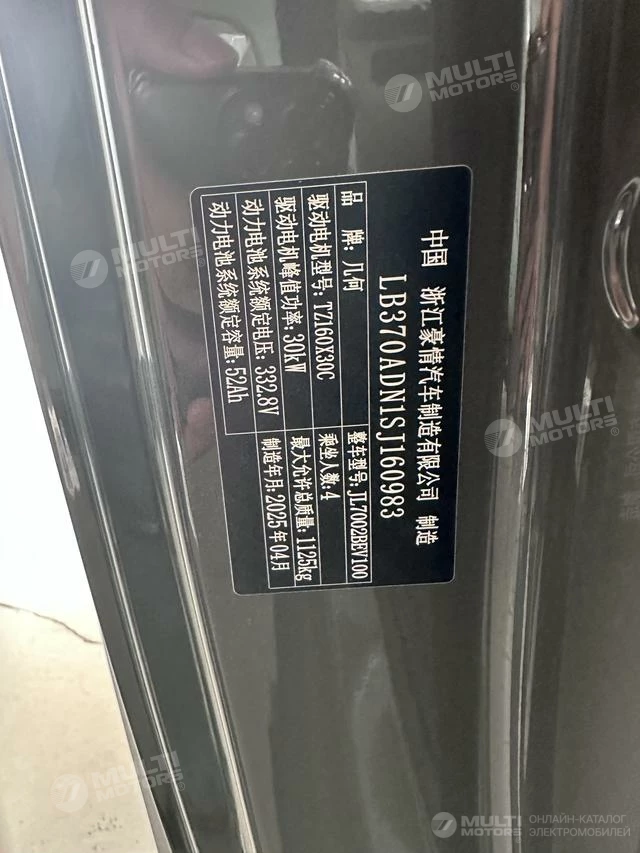 中国 浙江豪情汽车制造有限公司 制造
LB370ADN1SJ160983
品 牌: 几何
整车型号: JL7002BEV100
驱动电机型号: TZ160X30C
乘坐人数: 4
驱动电机峰值功率: 30kW
最大允许总质量: 1125kg
动力电池系统额定电压: 332.8V
制造年月: 2025年04月
动力电池系统额定容量: 52Ah
MULTI MOTORS®
MULTI MOTORS
MULTI MOTORS®
MULTI MOTORS
MULTI MOTORS
ОНЛАЙН-КАТАЛОГ
ЭЛЕКТРОМОБИЛЕЙ